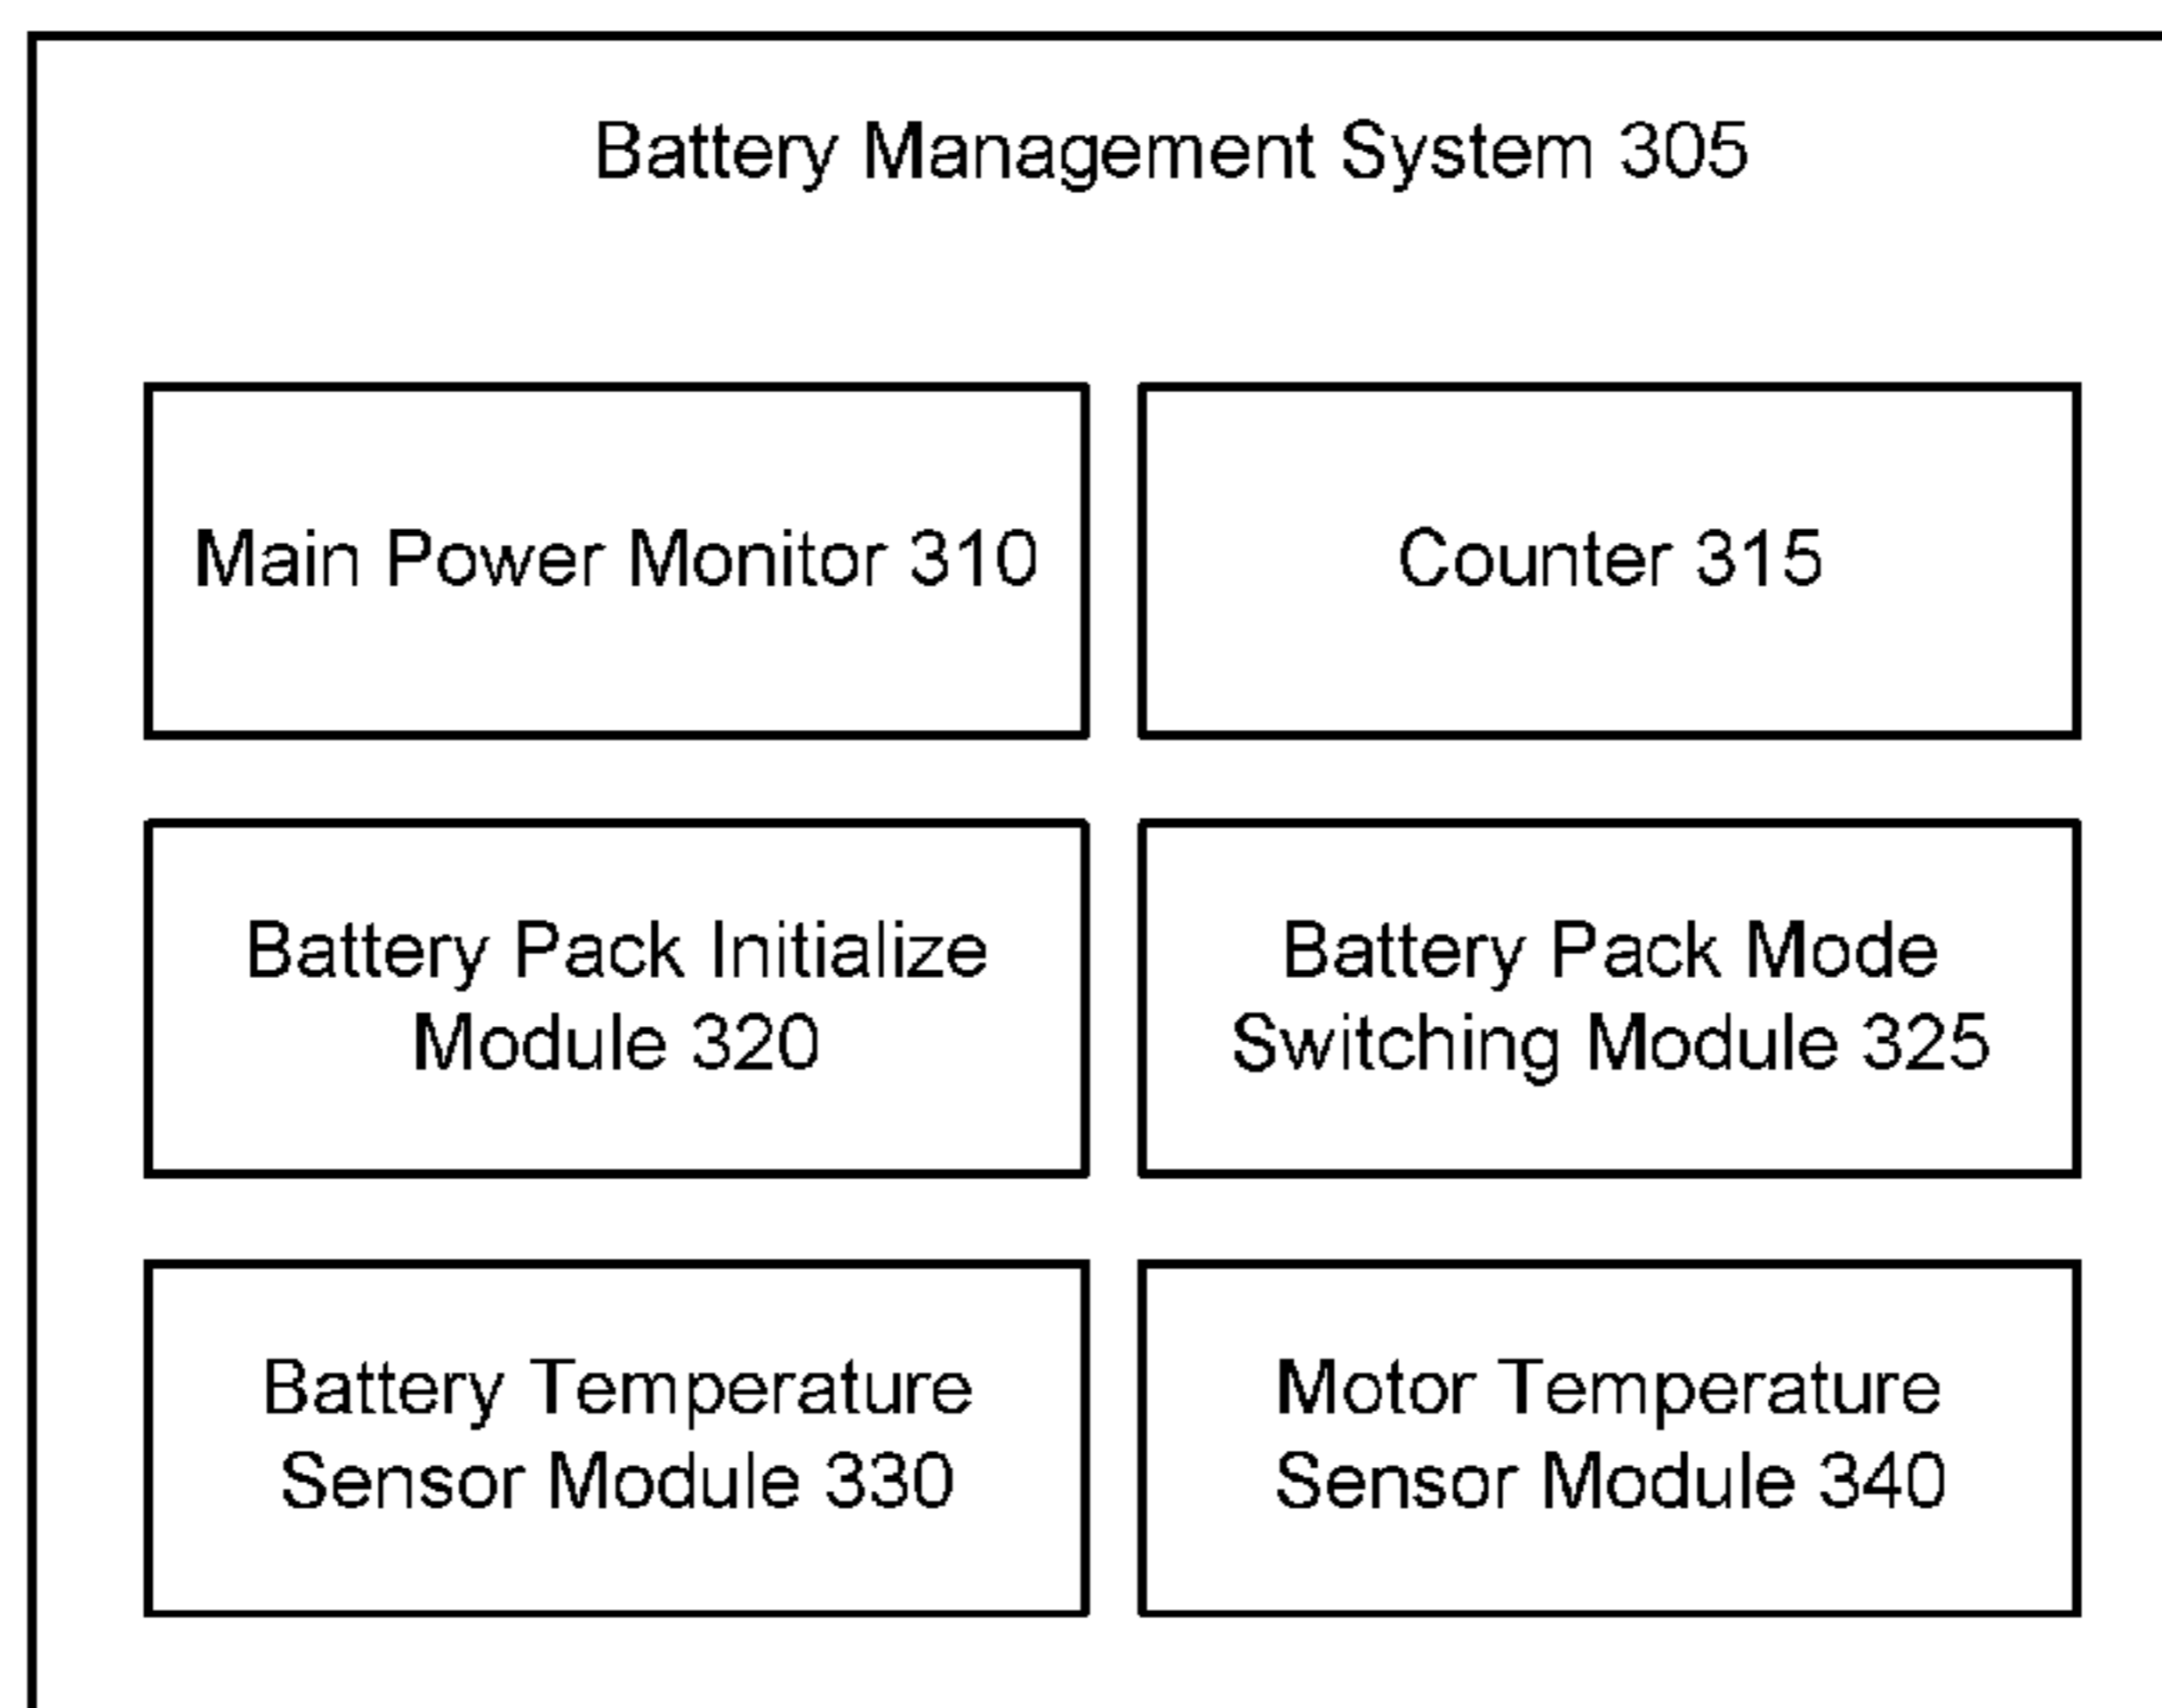 Battery Management System 305
Main Power Monitor 310
Counter 315
Battery Pack Initialize
Module 320
Battery Pack Mode
Switching Module 325
Battery Temperature
Sensor Module 330
Motor Temperature
Sensor Module 340